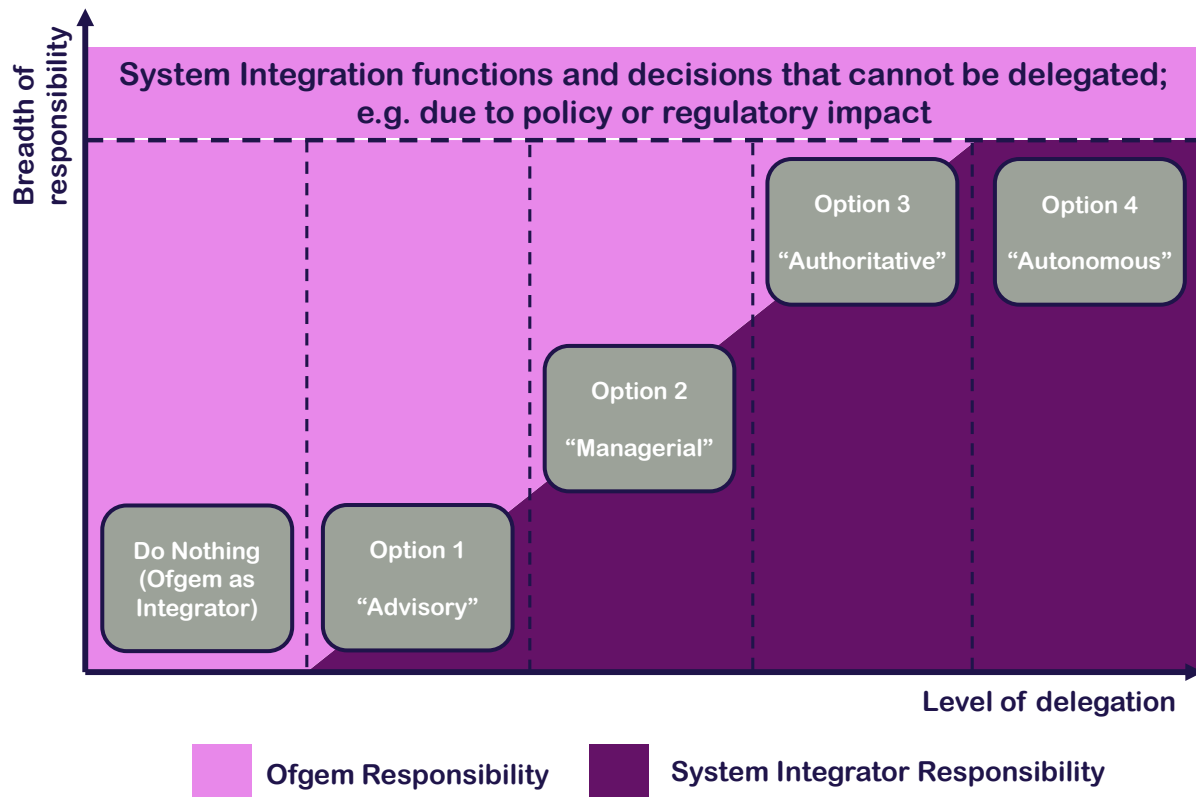 Breadth of
responsibility
System Integration functions and decisions that cannot be delegated;
e.g. due to policy or regulatory impact
Option 3
“Authoritative”
Option 4
“Autonomous”
Option 2
“Managerial”
Do Nothing
(Ofgem as
Integrator)
Option 1
“Advisory”
Level of delegation
Ofgem Responsibility
System Integrator Responsibility